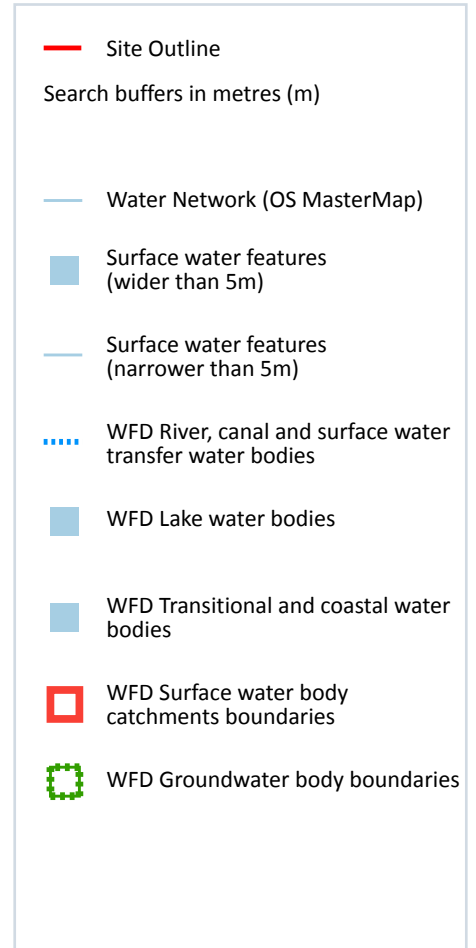 Site Outline
Search buffers in metres (m)
Water Network (OS MasterMap)
Surface water features
(wider than 5m)
Surface water features
(narrower than 5m)
WFD River, canal and surface water
transfer water bodies
WFD Lake water bodies
WFD Transitional and coastal water
bodies
WFD Surface water body
catchments boundaries
WFD Groundwater body boundaries